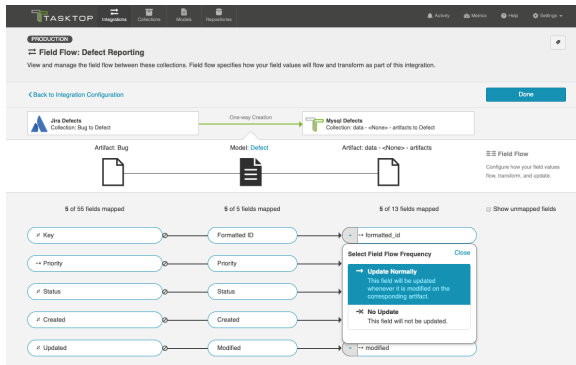 TASKTOP
Integrations
Collections
Models
Repositories
Activity
Metrics
Help
Settings
PRODUCTION
Field Flow: Defect Reporting
View and manage the field flow between these collections. Field flow specifies how your field values will flow and transform as part of this integration.
Back to Integration Configuration
Done
Jira Defects
Collection: Bug to Defect
One-way Creation
Mysql Defects
Collection: data - <None> - artifacts to Defect
Artifact: Bug
Model: Defect
Artifact: data - <None> - artifacts
Field Flow
Configure how your field values
flow, transform, and update.
5 of 55 fields mapped
5 of 5 fields mapped
5 of 13 fields mapped
Show unmapped fields
Key
Formatted ID
formatted_id
Priority
Priority
Select Field Flow Frequency
Close
Update Normally
This field will be updated
whenever it is modified on the
corresponding artifact.
Status
Status
No Update
This field will not be updated.
Created
Created
Updated
Modified
modified